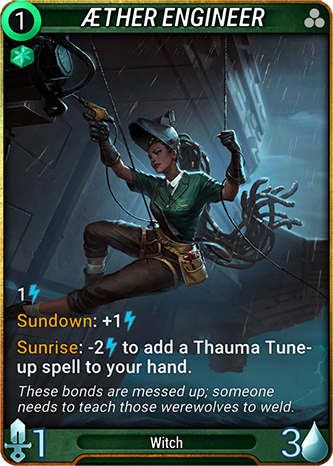 1 ÆTHER ENGINEER
1
Sundown: +1
Sunrise: -2 to add a Thauma Tune-
up spell to your hand.
These bonds are messed up; someone
needs to teach those werewolves to weld.
1 Witch 3